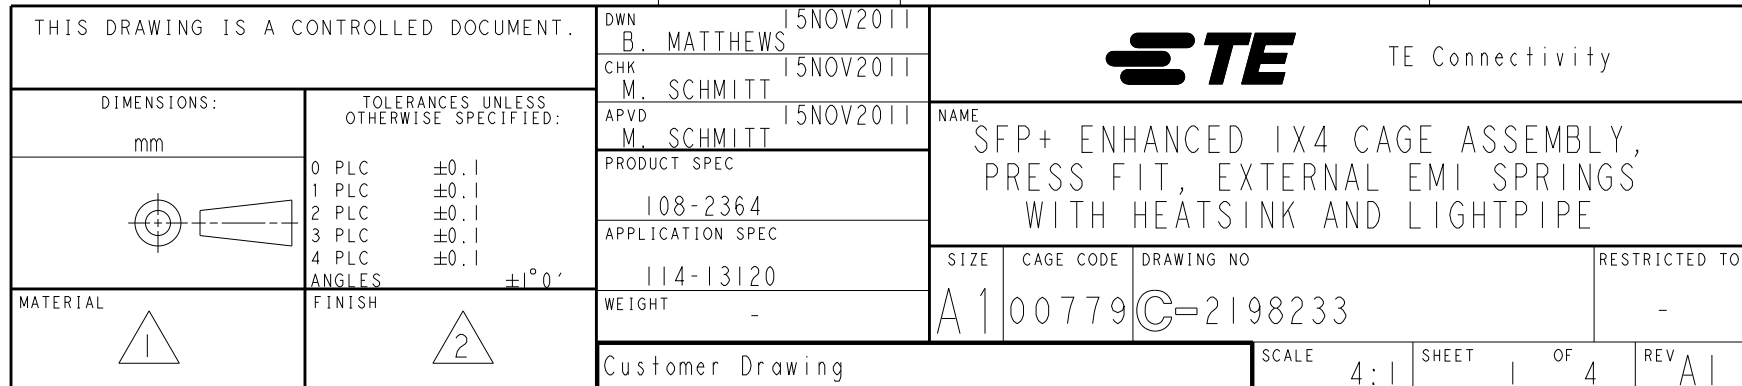 THIS DRAWING IS A CONTROLLED DOCUMENT.
DIMENSIONS:
mm
TOLERANCES UNLESS
OTHERWISE SPECIFIED:
0 PLC ±0.1
1 PLC ±0.1
2 PLC ±0.1
3 PLC ±0.1
4 PLC ±0.1
ANGLES ±1°0′
MATERIAL
1
FINISH
2
DWN 15NOV2011
B. MATTHEWS
CHK 15NOV2011
M. SCHMITT
APVD 15NOV2011
M. SCHMITT
PRODUCT SPEC
108-2364
APPLICATION SPEC
114-13120
WEIGHT -
Customer Drawing
TE TE Connectivity
NAME
SFP+ ENHANCED 1X4 CAGE ASSEMBLY,
PRESS FIT, EXTERNAL EMI SPRINGS
WITH HEATSINK AND LIGHTPIPE
SIZE
A1
CAGE CODE
00779
DRAWING NO
C-2198233
RESTRICTED TO
-
SCALE 4:1
SHEET 1 OF 4
REV A1